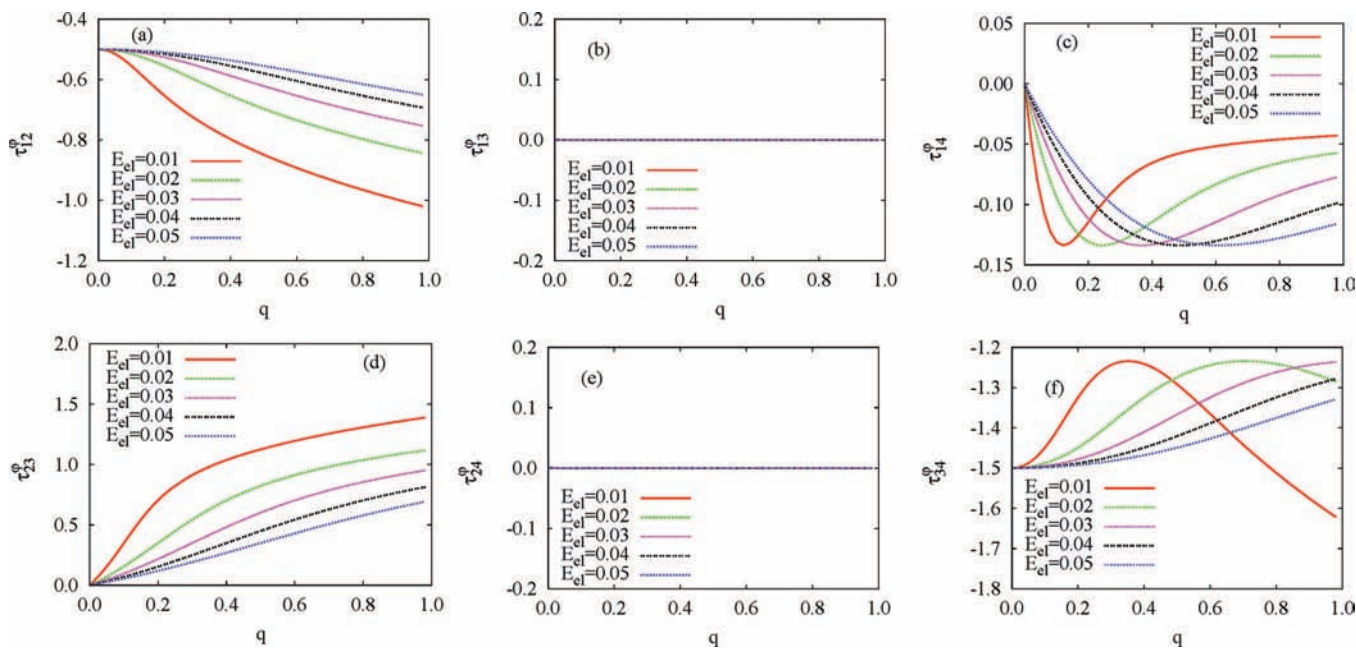 (a)
τ₁₂^φ
-0.4
-0.6
-0.8
-1.0
-1.2
E_el=0.01
E_el=0.02
E_el=0.03
E_el=0.04
E_el=0.05
0.0 0.2 0.4 0.6 0.8 1.0
q
(b)
τ₁₃^φ
0.2
0.1
0.0
-0.1
-0.2
E_el=0.01
E_el=0.02
E_el=0.03
E_el=0.04
E_el=0.05
0.0 0.2 0.4 0.6 0.8 1.0
q
(c)
τ₁₄^φ
0.05
0.00
-0.05
-0.10
-0.15
E_el=0.01
E_el=0.02
E_el=0.03
E_el=0.04
E_el=0.05
0.0 0.2 0.4 0.6 0.8 1.0
q
(d)
τ₂₃^φ
2.0
1.5
1.0
0.5
0.0
E_el=0.01
E_el=0.02
E_el=0.03
E_el=0.04
E_el=0.05
0.0 0.2 0.4 0.6 0.8 1.0
q
(e)
τ₂₄^φ
0.2
0.1
0.0
-0.1
-0.2
E_el=0.01
E_el=0.02
E_el=0.03
E_el=0.04
E_el=0.05
0.0 0.2 0.4 0.6 0.8 1.0
q
(f)
τ₃₄^φ
-1.2
-1.3
-1.4
-1.5
-1.6
-1.7
-1.8
E_el=0.01
E_el=0.02
E_el=0.03
E_el=0.04
E_el=0.05
0.0 0.2 0.4 0.6 0.8 1.0
q